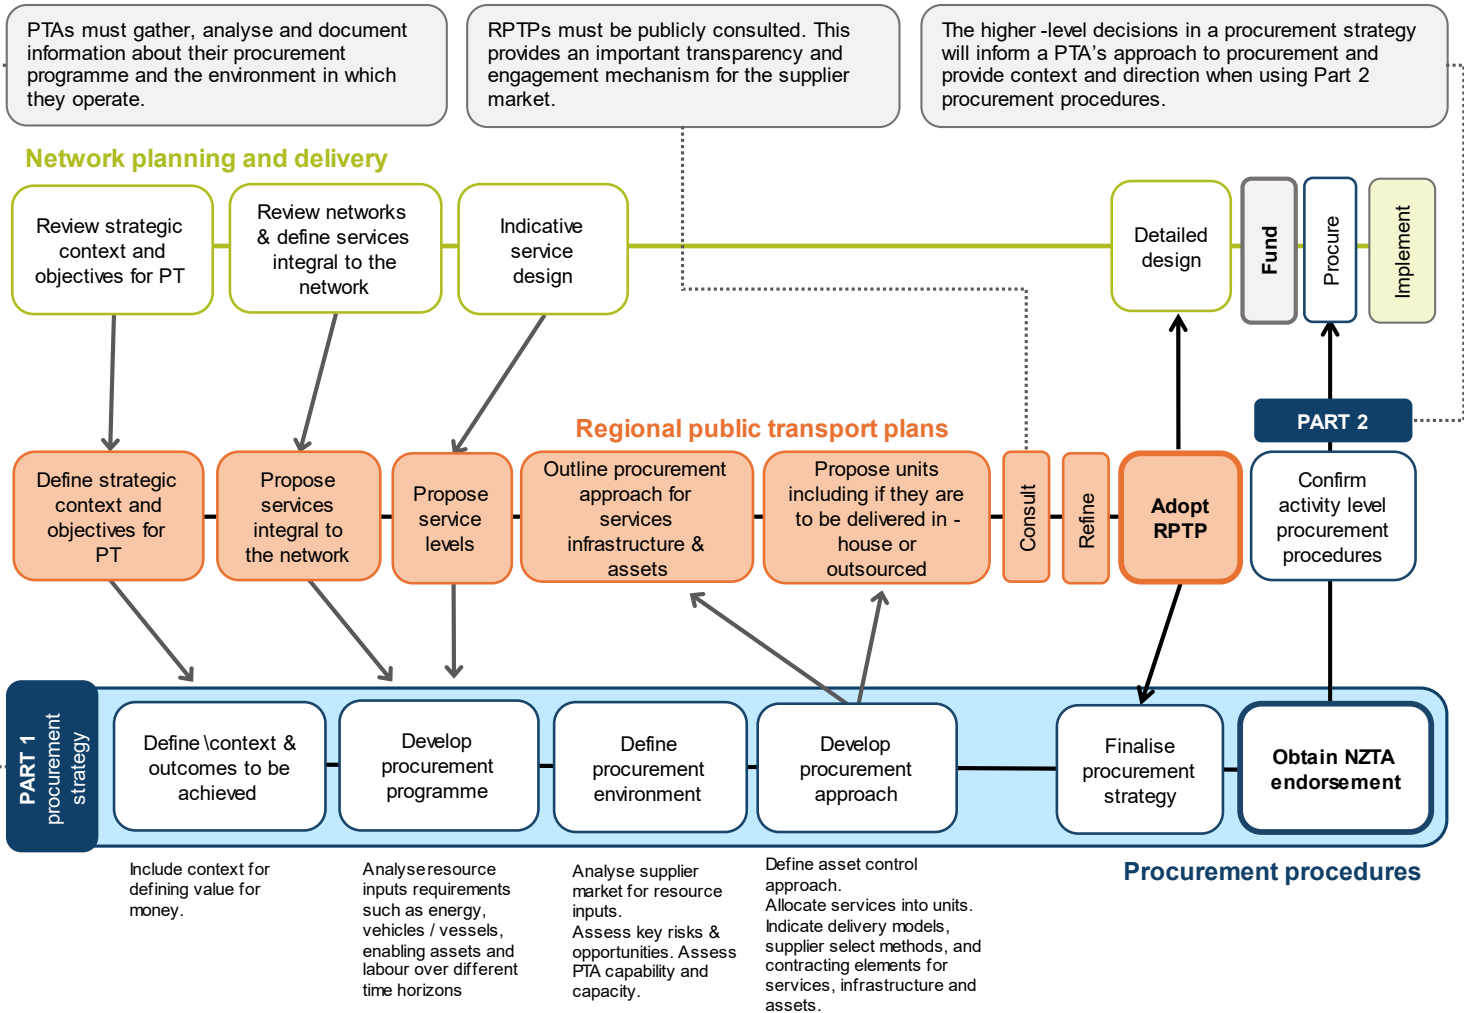 PTAs must gather, analyse and document
information about their procurement
programme and the environment in which
they operate.
RPTPs must be publicly consulted. This
provides an important transparency and
engagement mechanism for the supplier
market.
The higher -level decisions in a procurement strategy
will inform a PTA's approach to procurement and
provide context and direction when using Part 2
procurement procedures.
Network planning and delivery
Review strategic
context and
objectives for PT
Review networks
& define services
integral to the
network
Indicative
service
design
Detailed
design
Fund
Procure
Implement
PART 2
Regional public transport plans
Define strategic
context and
objectives for
PT
Propose
services
integral to
the network
Propose
service
levels
Outline procurement
approach for
services
infrastructure &
assets
Propose units
including if they are
to be delivered in -
house or
outsourced
Consult
Refine
Adopt
RPTP
Confirm
activity level
procurement
procedures
PART 1
procurement
strategy
Define \context &
outcomes to be
achieved
Develop
procurement
programme
Define
procurement
environment
Develop
procurement
approach
Finalise
procurement
strategy
Obtain NZTA
endorsement
Include context for
defining value for
money.
Analyse resource
inputs requirements
such as energy,
vehicles / vessels,
enabling assets and
labour over different
time horizons
Analyse supplier
market for resource
inputs.
Assess key risks &
opportunities. Assess
PTA capability and
capacity.
Define asset control
approach.
Allocate services into units.
Indicate delivery models,
supplier select methods, and
contracting elements for
services, infrastructure and
assets.
Procurement procedures